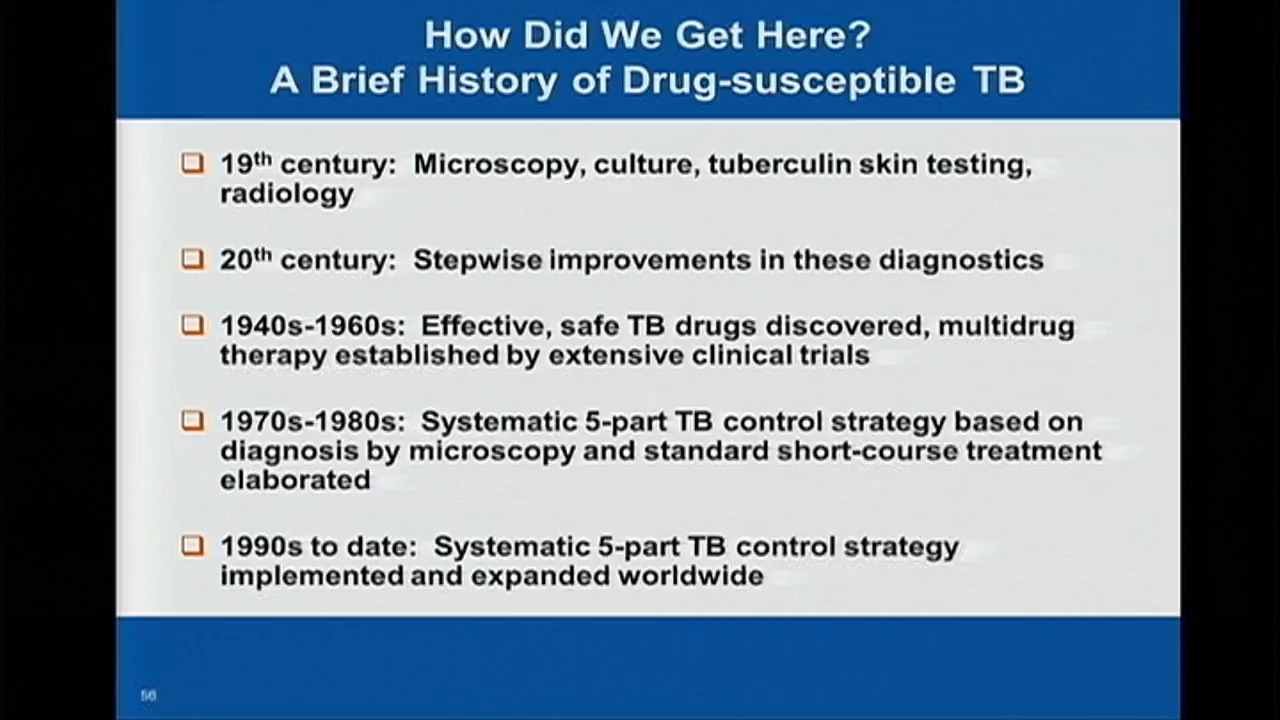 How Did We Get Here?
A Brief History of Drug-susceptible TB
19th century: Microscopy, culture, tuberculin skin testing,
radiology
20th century: Stepwise improvements in these diagnostics
1940s-1960s: Effective, safe TB drugs discovered, multidrug
therapy established by extensive clinical trials
1970s-1980s: Systematic 5-part TB control strategy based on
diagnosis by microscopy and standard short-course treatment
elaborated
1990s to date: Systematic 5-part TB control strategy
implemented and expanded worldwide
56